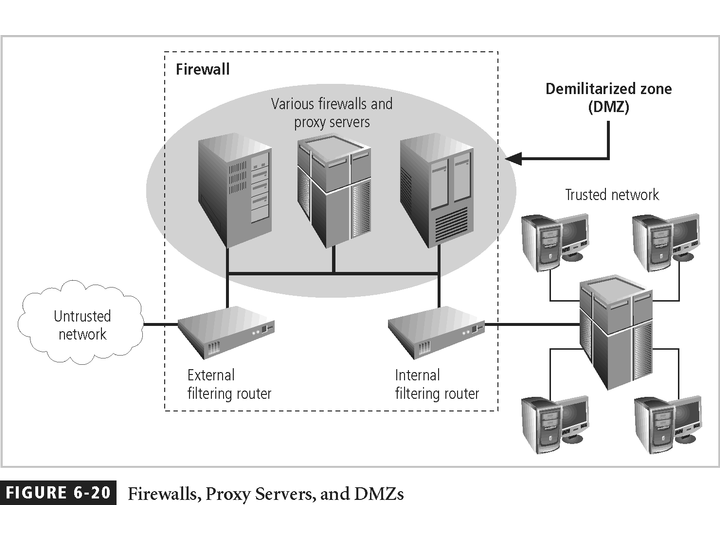 Firewall
Various firewalls and
proxy servers
Demilitarized zone
(DMZ)
Trusted network
Untrusted
network
External
filtering router
Internal
filtering router
FIGURE 6-20 Firewalls, Proxy Servers, and DMZs